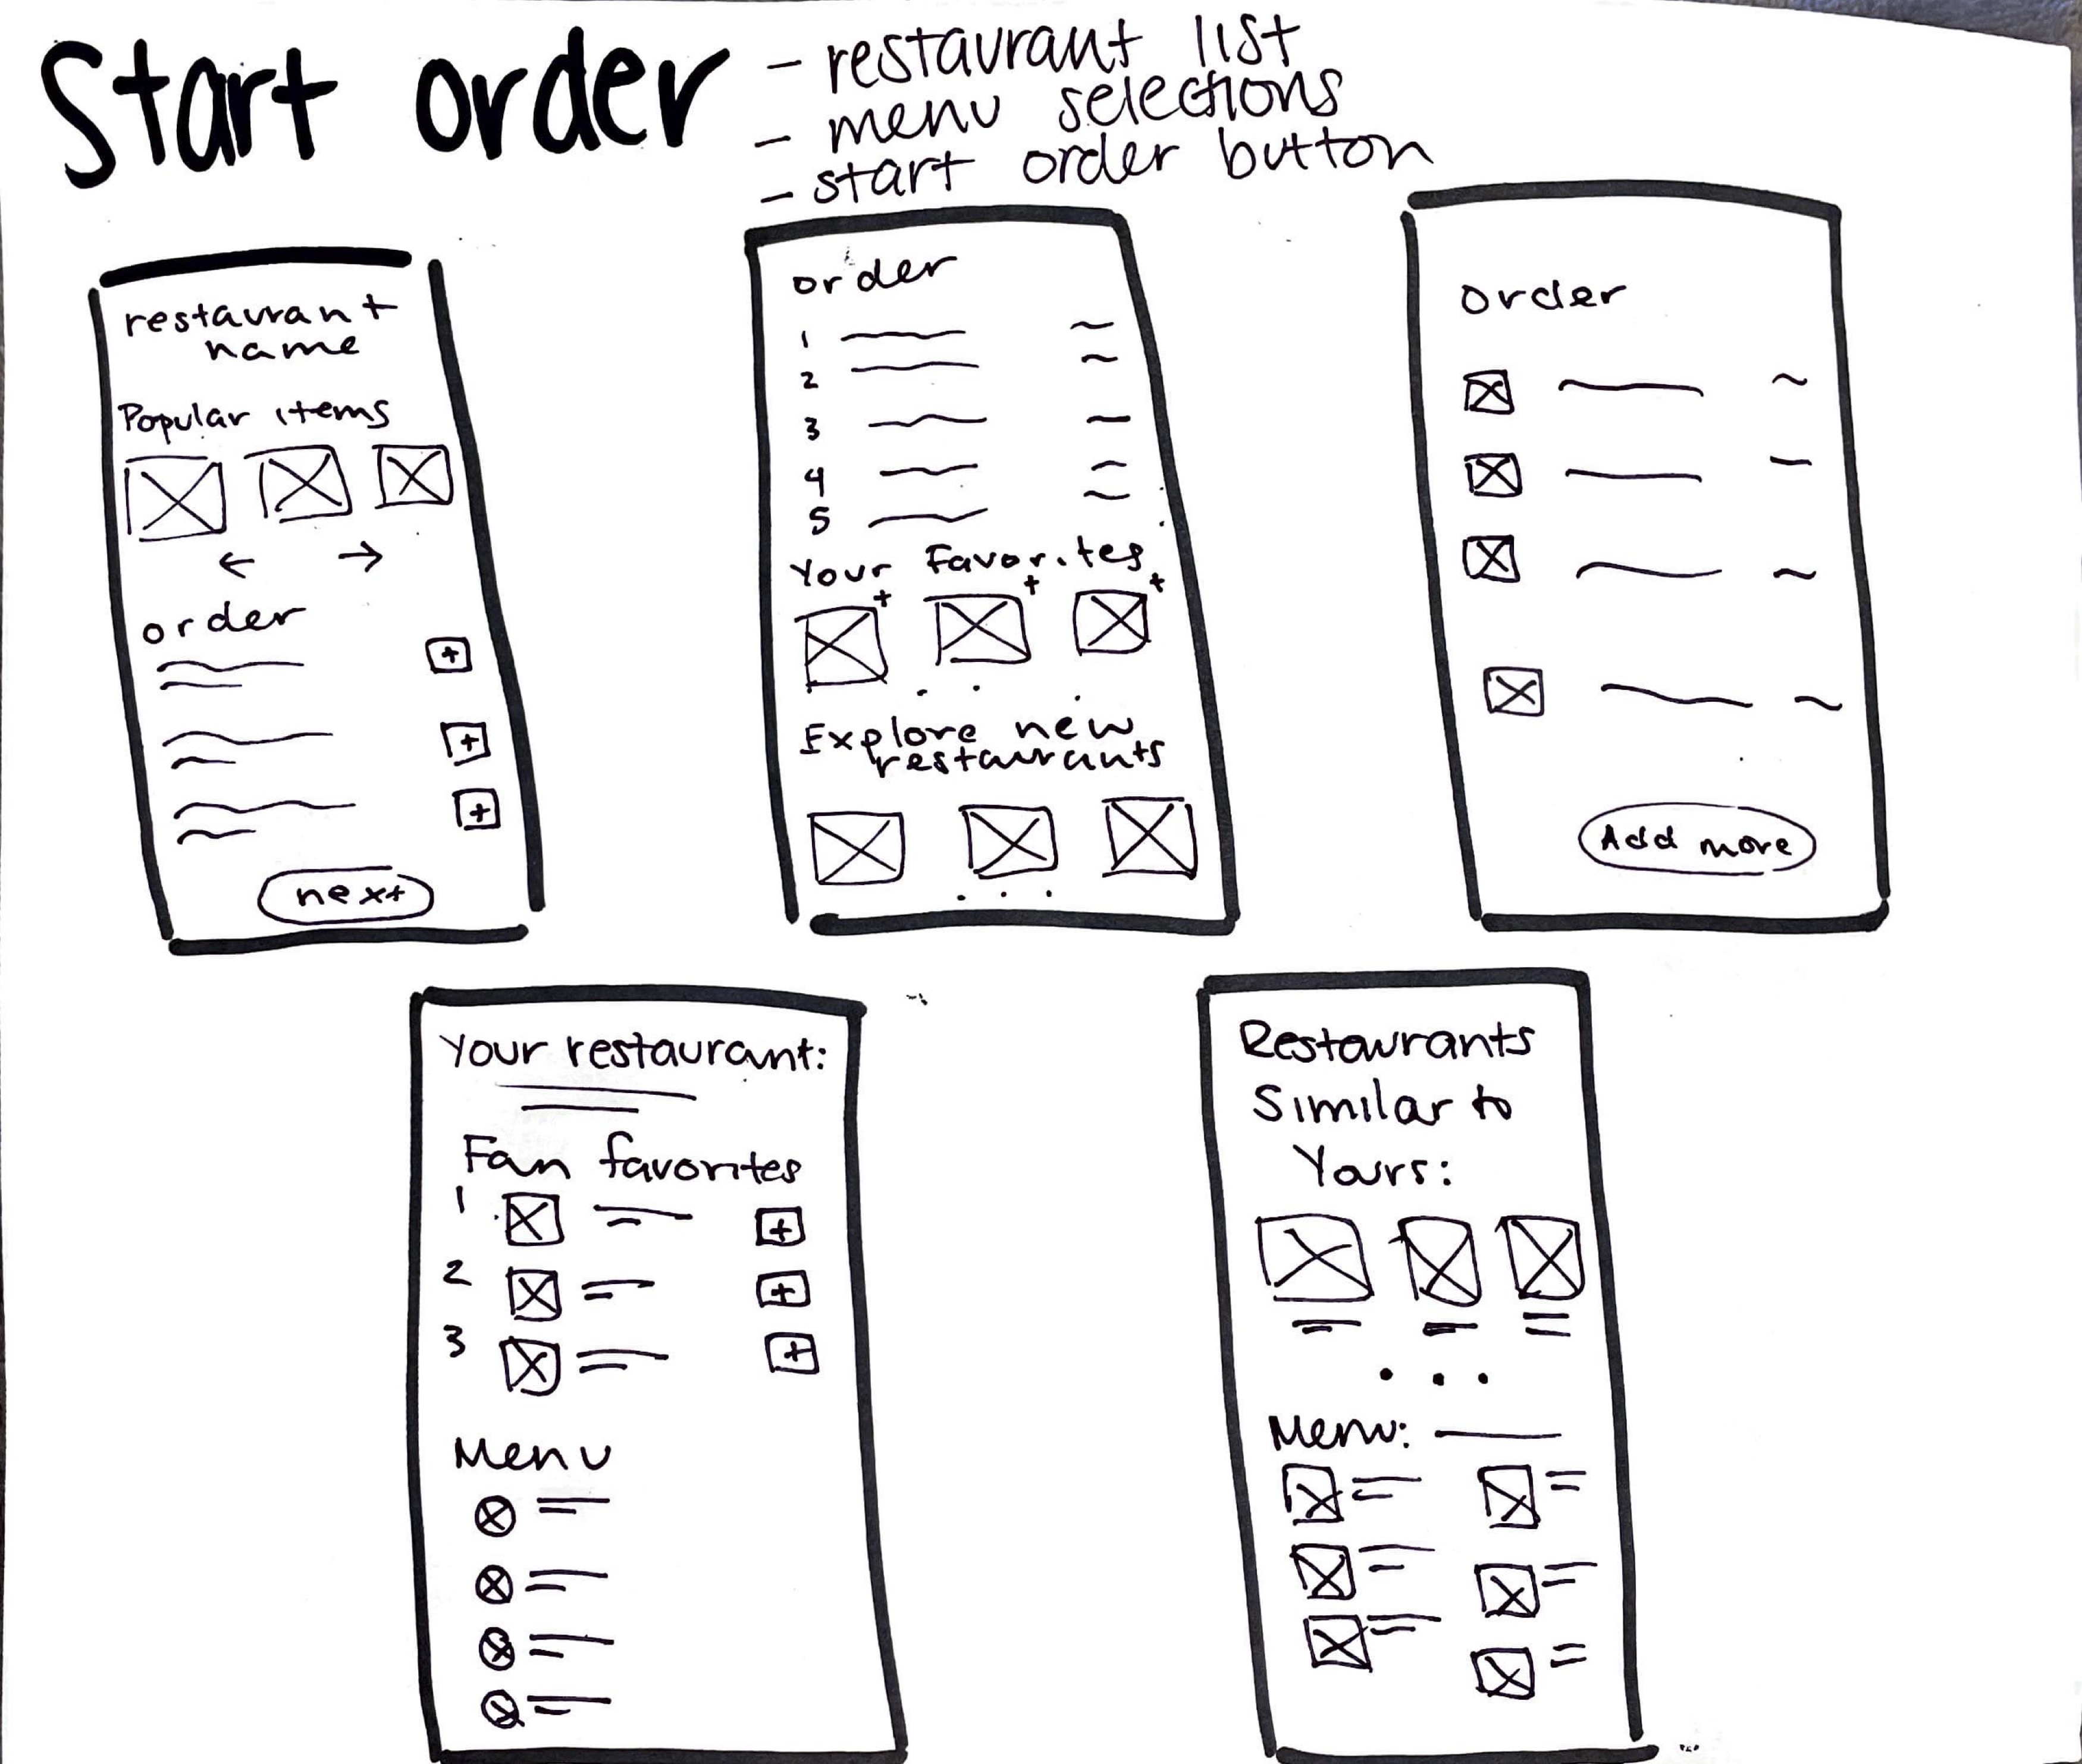 Start order
- restaurant list
- menu selections
- start order button
restaurant
name
Popular items
← →
order
+
+
+
next
order
1
2
3
4
5
Your Favorites
+ + +
Explore new
restaurants
. . .
order
Add more
Your restaurant:
Fan favorites
1 +
2 +
3 +
Menu
Restaurants
Similar to
Yours:
. . .
Menu: